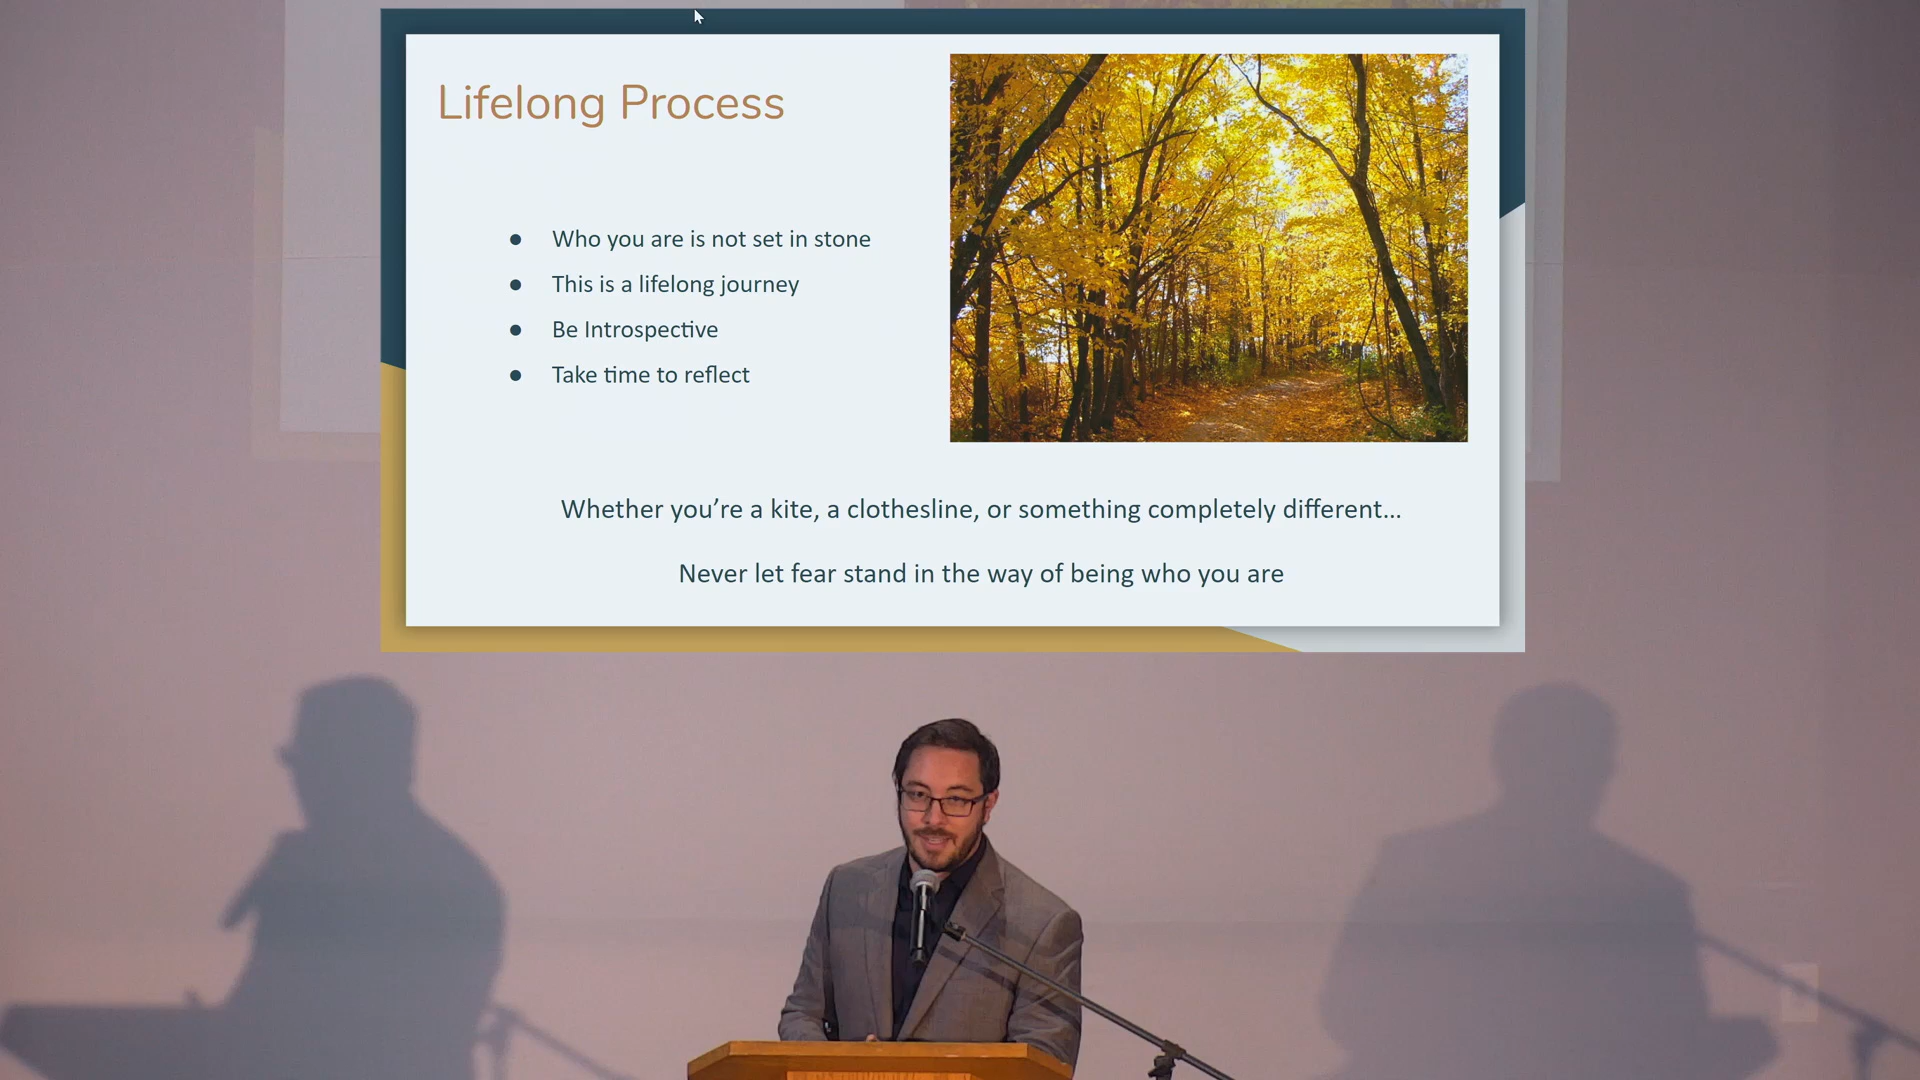 Lifelong Process
● Who you are is not set in stone
● This is a lifelong journey
● Be Introspective
● Take time to reflect
Whether you’re a kite, a clothesline, or something completely different...
Never let fear stand in the way of being who you are